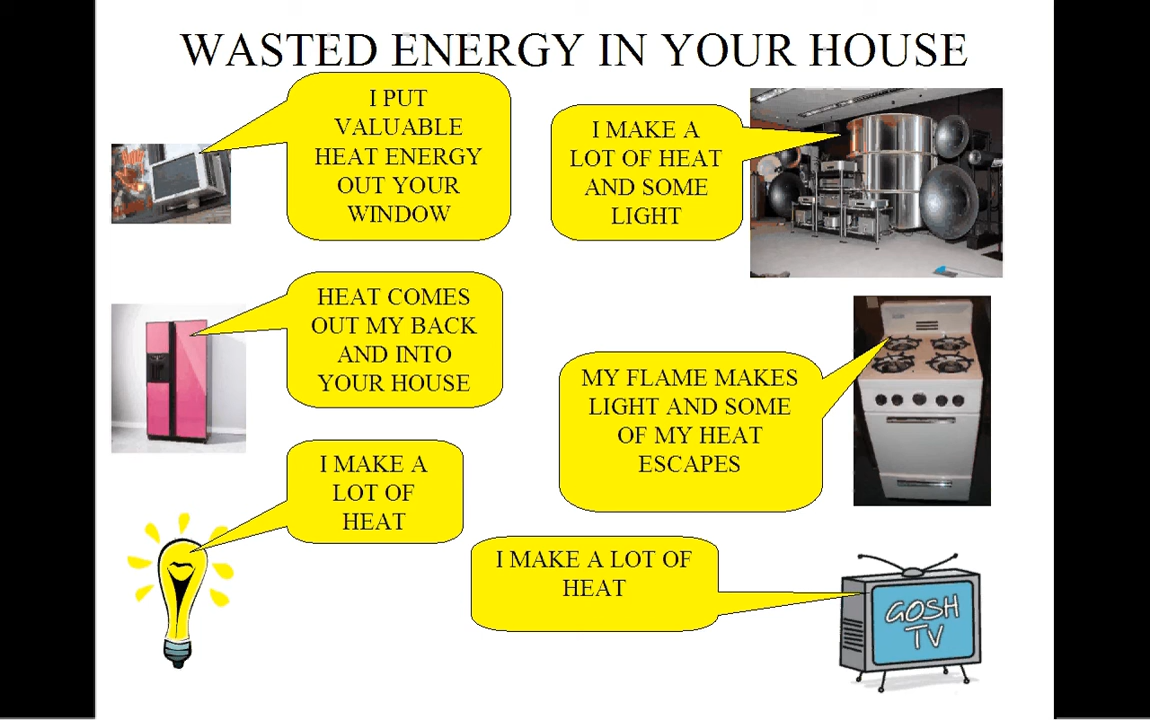 WASTED ENERGY IN YOUR HOUSE
I PUT
VALUABLE
HEAT ENERGY
OUT YOUR
WINDOW
I MAKE A
LOT OF HEAT
AND SOME
LIGHT
HEAT COMES
OUT MY BACK
AND INTO
YOUR HOUSE
MY FLAME MAKES
LIGHT AND SOME
OF MY HEAT
ESCAPES
I MAKE A
LOT OF
HEAT
I MAKE A LOT OF
HEAT
GOSH
TV